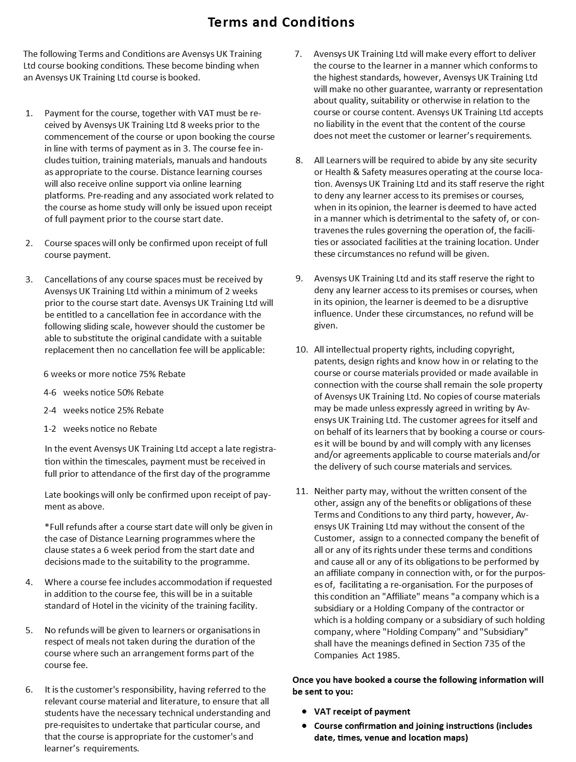 Terms and Conditions
The following Terms and Conditions are Avensys UK Training
Ltd course booking conditions. These become binding when
an Avensys UK Training Ltd course is booked.
1. Payment for the course, together with VAT must be re-
ceived by Avensys UK Training Ltd 8 weeks prior to the
commencement of the course or upon booking the course
in line with terms of payment as in 3. The course fee in-
cludes tuition, training materials, manuals and handouts
as appropriate to the course. Distance learning courses
will also receive online support via online learning
platforms. Pre-reading and any associated work related to
the course as home study will only be issued upon receipt
of full payment prior to the course start date.
2. Course spaces will only be confirmed upon receipt of full
course payment.
3. Cancellations of any course spaces must be received by
Avensys UK Training Ltd within a minimum of 2 weeks
prior to the course start date. Avensys UK Training Ltd will
be entitled to a cancellation fee in accordance with the
following sliding scale, however should the customer be
able to substitute the original candidate with a suitable
replacement then no cancellation fee will be applicable:
6 weeks or more notice 75% Rebate
4-6 weeks notice 50% Rebate
2-4 weeks notice 25% Rebate
1-2 weeks notice no Rebate
In the event Avensys UK Training Ltd accept a late registra-
tion within the timescales, payment must be received in
full prior to attendance of the first day of the programme
Late bookings will only be confirmed upon receipt of pay-
ment as above.
*Full refunds after a course start date will only be given in
the case of Distance Learning programmes where the
clause states a 6 week period from the start date and
decisions made to the suitability to the programme.
4. Where a course fee includes accommodation if requested
in addition to the course fee, this will be in a suitable
standard of Hotel in the vicinity of the training facility.
5. No refunds will be given to learners or organisations in
respect of meals not taken during the duration of the
course where such an arrangement forms part of the
course fee.
6. It is the customer's responsibility, having referred to the
relevant course material and literature, to ensure that all
students have the necessary technical understanding and
pre-requisites to undertake that particular course, and
that the course is appropriate for the customer's and
learner's requirements.
7. Avensys UK Training Ltd will make every effort to deliver
the course to the learner in a manner which conforms to
the highest standards, however, Avensys UK Training Ltd
will make no other guarantee, warranty or representation
about quality, suitability or otherwise in relation to the
course or course content. Avensys UK Training Ltd accepts
no liability in the event that the content of the course
does not meet the customer or learner's requirements.
8. All Learners will be required to abide by any site security
or Health & Safety measures operating at the course loca-
tion. Avensys UK Training Ltd and its staff reserve the right
to deny any learner access to its premises or courses,
when in its opinion, the learner is deemed to have acted
in a manner which is detrimental to the safety of, or con-
travenes the rules governing the operation of, the facili-
ties or associated facilities at the training location. Under
these circumstances no refund will be given.
9. Avensys UK Training Ltd and its staff reserve the right to
deny any learner access to its premises or courses, when
in its opinion, the learner is deemed to be a disruptive
influence. Under these circumstances, no refund will be
given.
10. All intellectual property rights, including copyright,
patents, design rights and know how in or relating to the
course or course materials provided or made available in
connection with the course shall remain the sole property
of Avensys UK Training Ltd. No copies of course materials
may be made unless expressly agreed in writing by Av-
ensys UK Training Ltd. The customer agrees for itself and
on behalf of its learners that by booking a course or cours-
es it will be bound by and will comply with any licenses
and/or agreements applicable to course materials and/or
the delivery of such course materials and services.
11. Neither party may, without the written consent of the
other, assign any of the benefits or obligations of these
Terms and Conditions to any third party, however, Av-
ensys UK Training Ltd may without the consent of the
Customer, assign to a connected company the benefit of
all or any of its rights under these terms and conditions
and cause all or any of its obligations to be performed by
an affiliate company in connection with, or for the purpos-
es of, facilitating a re-organisation. For the purposes of
this condition an "Affiliate" means "a company which is a
subsidiary or a Holding Company of the contractor or
which is a holding company or a subsidiary of such holding
company, where "Holding Company" and "Subsidiary"
shall have the meanings defined in Section 735 of the
Companies Act 1985.
Once you have booked a course the following information will
be sent to you:
• VAT receipt of payment
• Course confirmation and joining instructions (includes
date, times, venue and location maps)